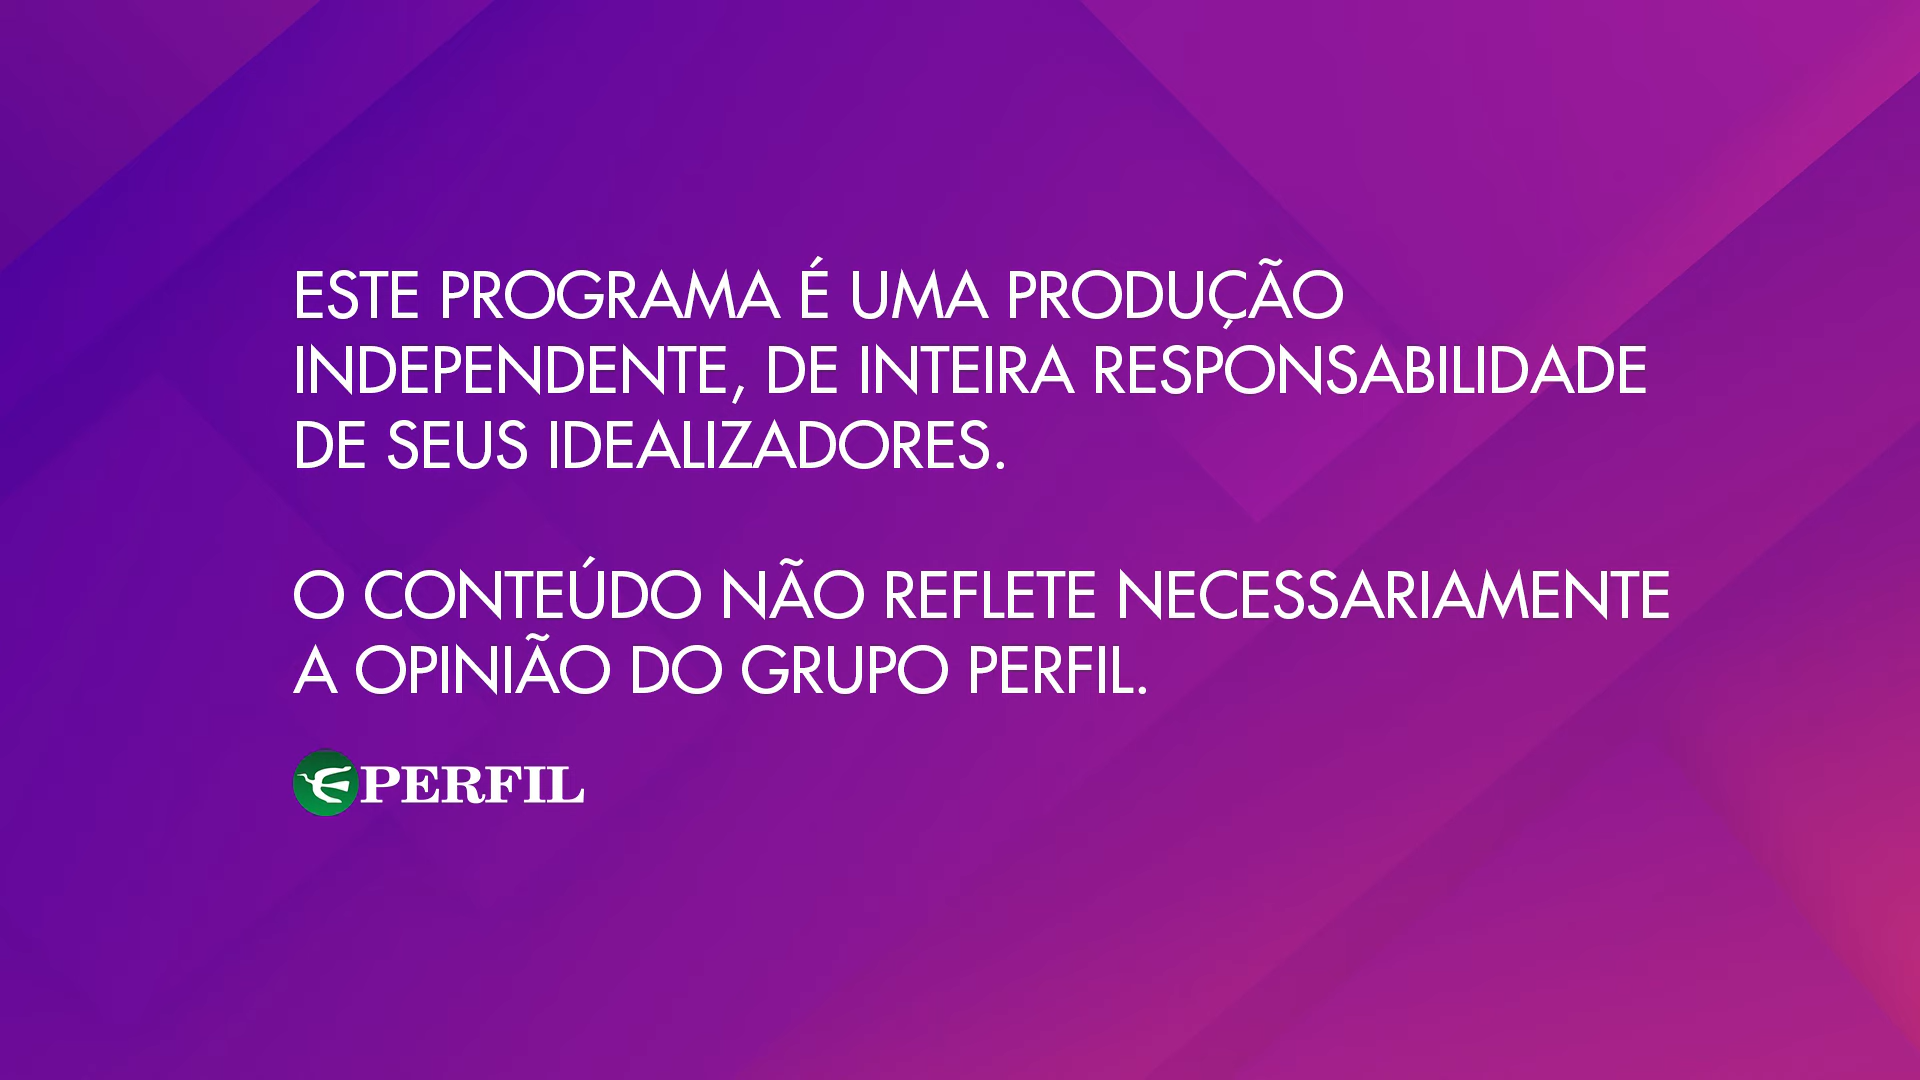 ESTE PROGRAMA É UMA PRODUÇÃO
INDEPENDENTE, DE INTEIRA RESPONSABILIDADE
DE SEUS IDEALIZADORES.
O CONTEÚDO NÃO REFLETE NECESSARIAMENTE
A OPINIÃO DO GRUPO PERFIL.
PERFIL